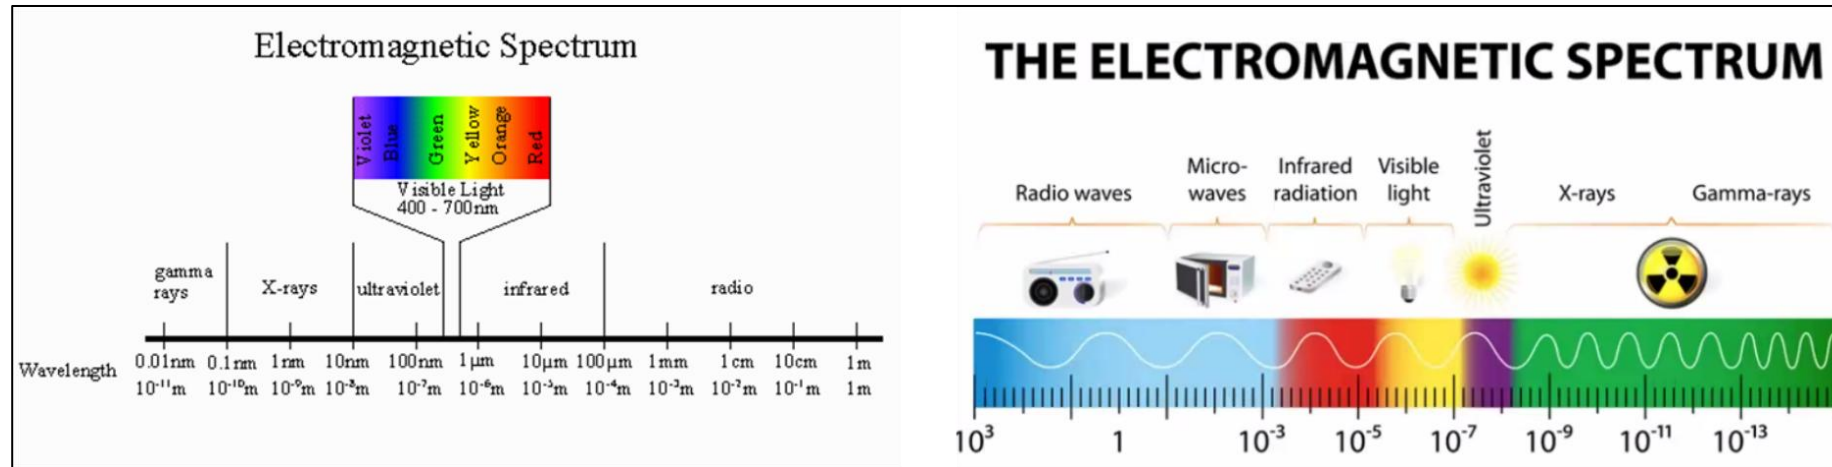 Electromagnetic Spectrum
Violet
Blue
Green
Yellow
Orange
Red
Visible Light
400 - 700nm
gamma
rays
X-rays
ultraviolet
infrared
radio
Wavelength
0.01nm 0.1nm 1nm 10nm 100nm 1μm 10μm 100μm 1mm 1cm 10cm 1m
10⁻¹¹m 10⁻¹⁰m 10⁻⁹m 10⁻⁸m 10⁻⁷m 10⁻⁶m 10⁻⁵m 10⁻⁴m 10⁻³m 10⁻²m 10⁻¹m 1m
THE ELECTROMAGNETIC SPECTRUM
Radio waves
Micro-
waves
Infrared
radiation
Visible
light
Ultraviolet
X-rays
Gamma-rays
10³ 1 10⁻³ 10⁻⁵ 10⁻⁷ 10⁻⁹ 10⁻¹¹ 10⁻¹³